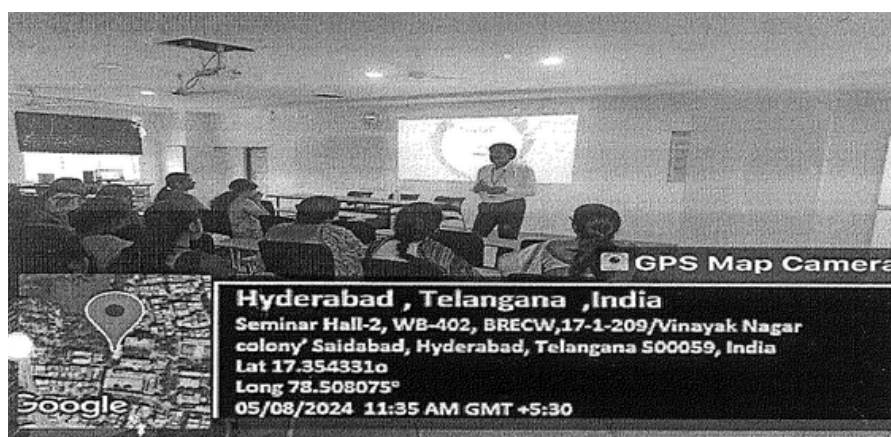 GPS Map Camera
Hyderabad , Telangana ,India
Seminar Hall-2, WB-402, BRECW,17-1-209/Vinayak Nagar
colony' Saidabad, Hyderabad, Telangana 500059, India
Lat 17.354331o
Long 78.508075°
05/08/2024 11:35 AM GMT +5:30
Google